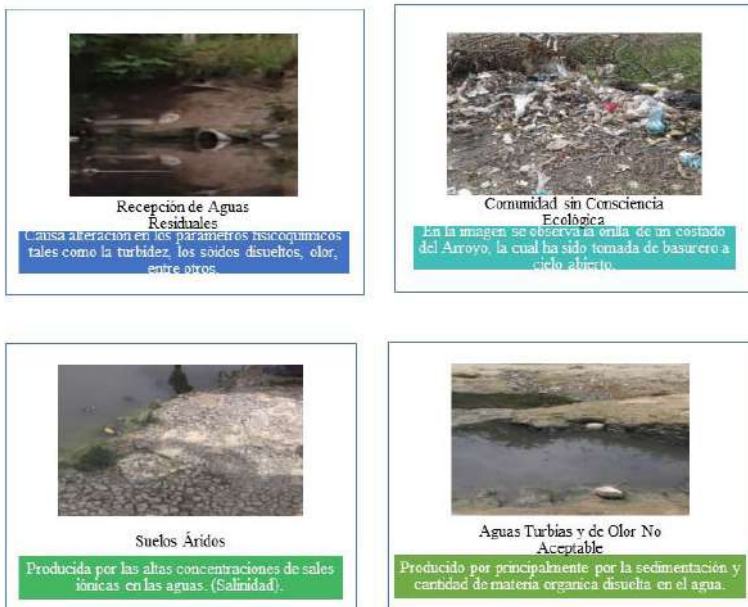 Recepción de Aguas
Residuales
Causa alteración en los parámetros fisicoquímicos
tales como la turbidez, los sóidos disueltos, olor,
entre otros.
Comunidad sin Consciencia
Ecológica
En la imagen se observa la orilla de un costado
del Arroyo, la cual ha sido tomada de basurero a
cielo abierto.
Suelos Áridos
Producida por las altas concentraciones de sales
iónicas en las aguas. (Salinidad).
Aguas Turbias y de Olor No
Aceptable
Producido por principalmente por la sedimentación y
cantidad de materia organica disuelta en el agua.